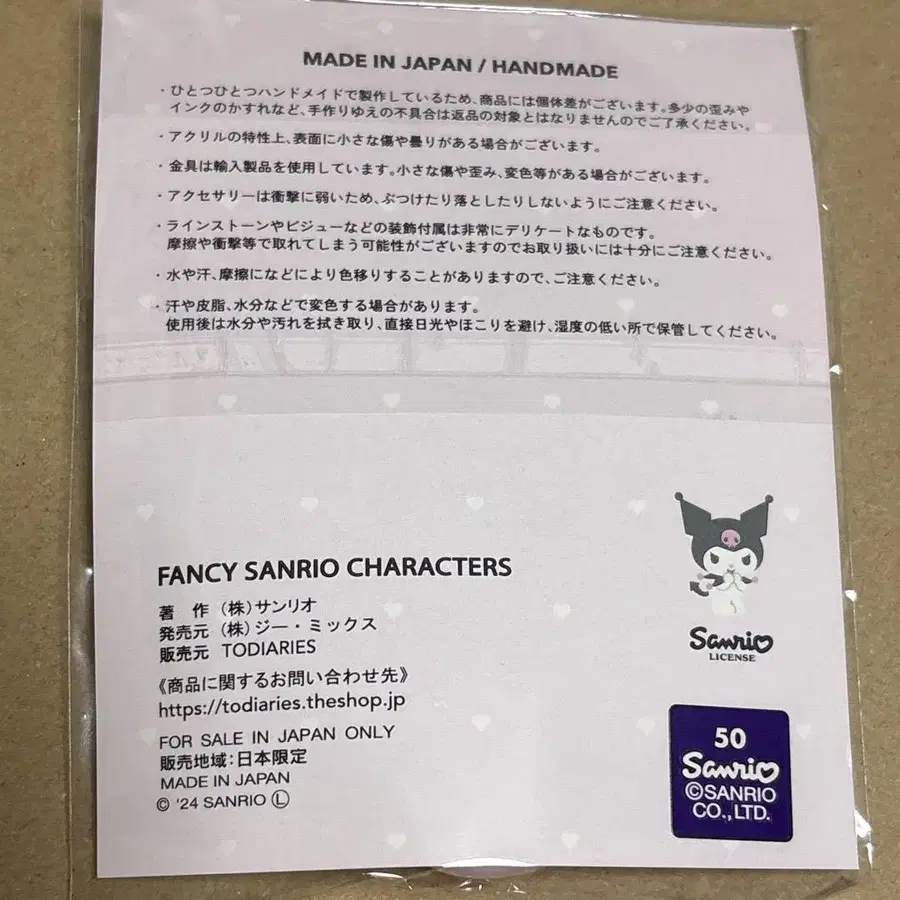 MADE IN JAPAN / HANDMADE
・ひとつひとつハンドメイドで製作しているため、商品には個体差がございます。多少の歪みや
インクのかすれなど、手作りゆえの不具合は返品の対象とはなりませんのでご了承ください。
・アクリルの特性上、表面に小さな傷や曇りがある場合がございます。
・金具は輸入製品を使用しています。小さな傷や歪み、変色等がある場合がございます。
・アクセサリーは衝撃に弱いため、ぶつけたり落としたりしないようにご注意ください。
・ラインストーンやビジューなどの装飾付属は非常にデリケートなものです。
摩擦や衝撃等で取れてしまう可能性がございますのでお取り扱いには十分にご注意ください。
・水や汗、摩擦になどにより色移りすることがありますので、ご注意ください。
・汗や皮脂、水分などで変色する場合があります。
使用後は水分や汚れを拭き取り、直接日光やほこりを避け、湿度の低い所で保管してください。
FANCY SANRIO CHARACTERS
著　作 （株）サンリオ
発売元 （株）ジー・ミックス
販売元 TODIARIES
《商品に関するお問い合わせ先》
https://todiaries.theshop.jp
FOR SALE IN JAPAN ONLY
販売地域:日本限定
MADE IN JAPAN
© '24 SANRIO Ⓛ
Sanrio
LICENSE
50
Sanrio
©SANRIO
CO.,LTD.